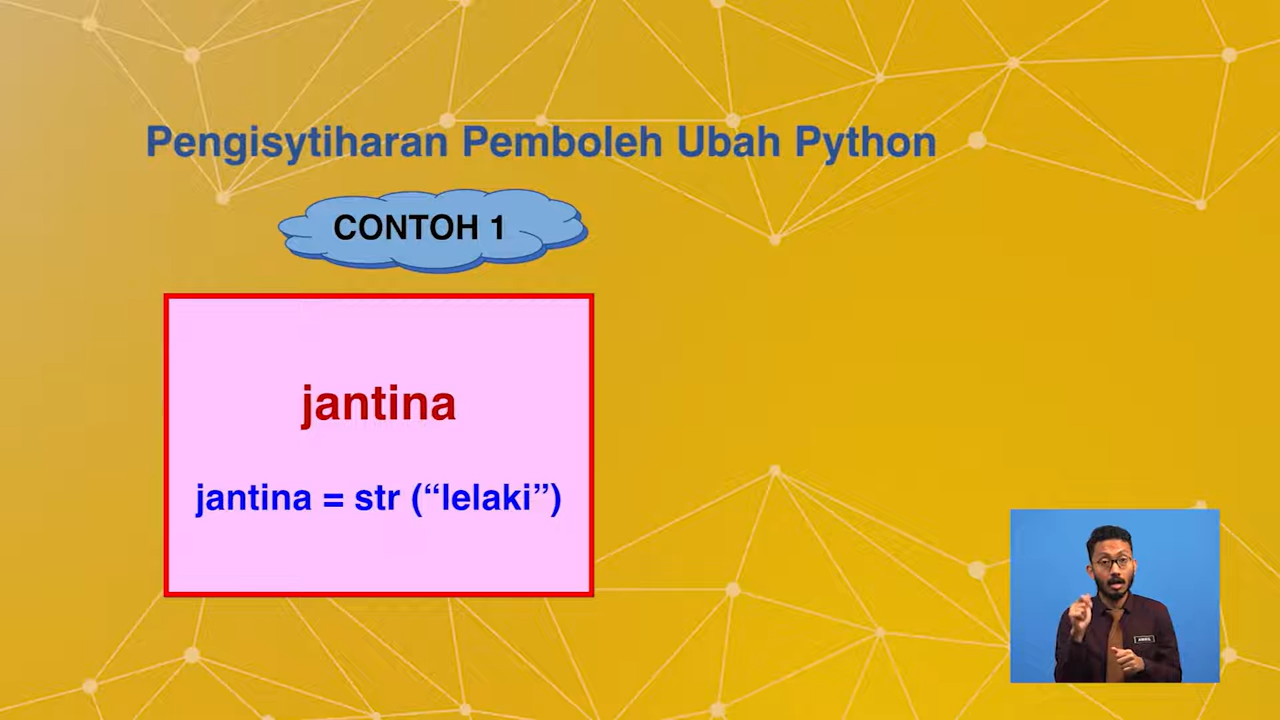 Pengisytiharan Pemboleh Ubah Python
CONTOH 1
jantina
jantina = str (“lelaki”)